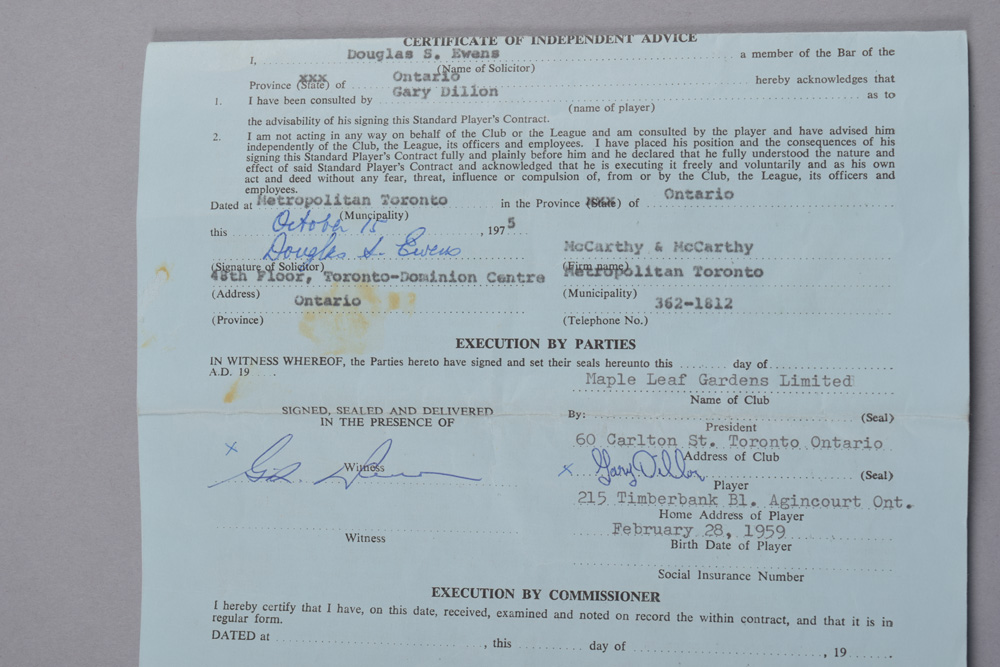 CERTIFICATE OF INDEPENDENT ADVICE
I, Douglas S. Ewens a member of the Bar of the
(Name of Solicitor)
Province (State) of Ontario hereby acknowledges that
1. I have been consulted by Gary Dillon as to
(name of player)
the advisability of his signing this Standard Player's Contract.
2. I am not acting in any way on behalf of the Club or the League and am consulted by the player and have advised him
independently of the Club, the League, its officers and employees. I have placed his position and the consequences of his
signing this Standard Player's Contract fully and plainly before him and he declared that he fully understood the nature and
effect of said Standard Player's Contract and acknowledged that he is executing it freely and voluntarily and as his own
act and deed without any fear, threat, influence or compulsion of, from or by the Club, the League, its officers and
employees.
Dated at Metropolitan Toronto in the Province (State) of Ontario
(Muncipality)
this October 15, 1975
Douglas S. Ewens McCarthy & McCarthy
(Signature of Solicitor) (Firm name)
48th Floor, Toronto-Dominion Centre Metropolitan Toronto
(Address) (Municipality)
Ontario 362-1812
(Province) (Telephone No.)
EXECUTION BY PARTIES
IN WITNESS WHEREOF, the Parties hereto have signed and set their seals hereunto this day of
A.D. 19
Maple Leaf Gardens Limited
Name of Club
SIGNED, SEALED AND DELIVERED
IN THE PRESENCE OF
By: (Seal)
President
60 Carlton St. Toronto Ontario
Address of Club
x Witness
x Gary Dillon (Seal)
Player
215 Timberbank Bl. Agincourt Ont.
Home Address of Player
February 28, 1959
Witness
Birth Date of Player
Social Insurance Number
EXECUTION BY COMMISSIONER
I hereby certify that I have, on this date, received, examined and noted on record the within contract, and that it is in
regular form.
DATED at , this day of , 19